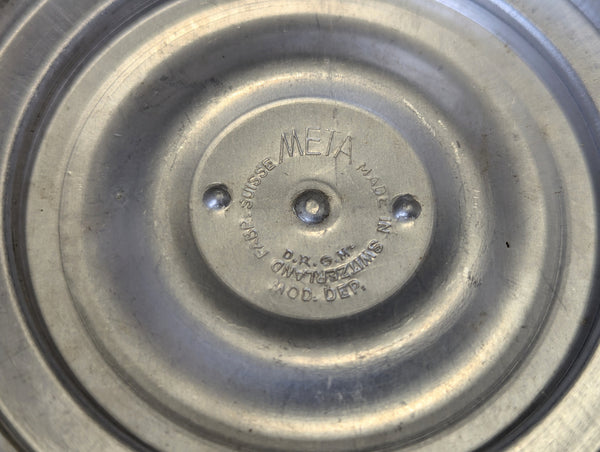 META
FABR. SUISSE
MADE IN SWITZERLAND
D.R.G.M.
MOD. DEP.